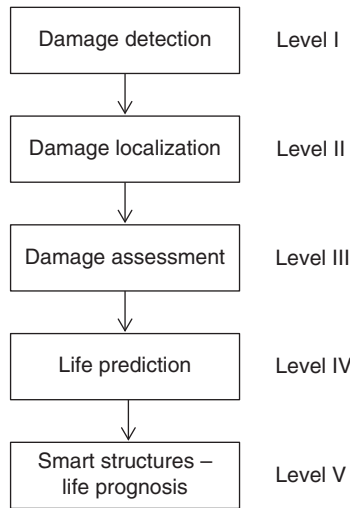 Damage detection Level I
Damage localization Level II
Damage assessment Level III
Life prediction Level IV
Smart structures –
life prognosis Level V